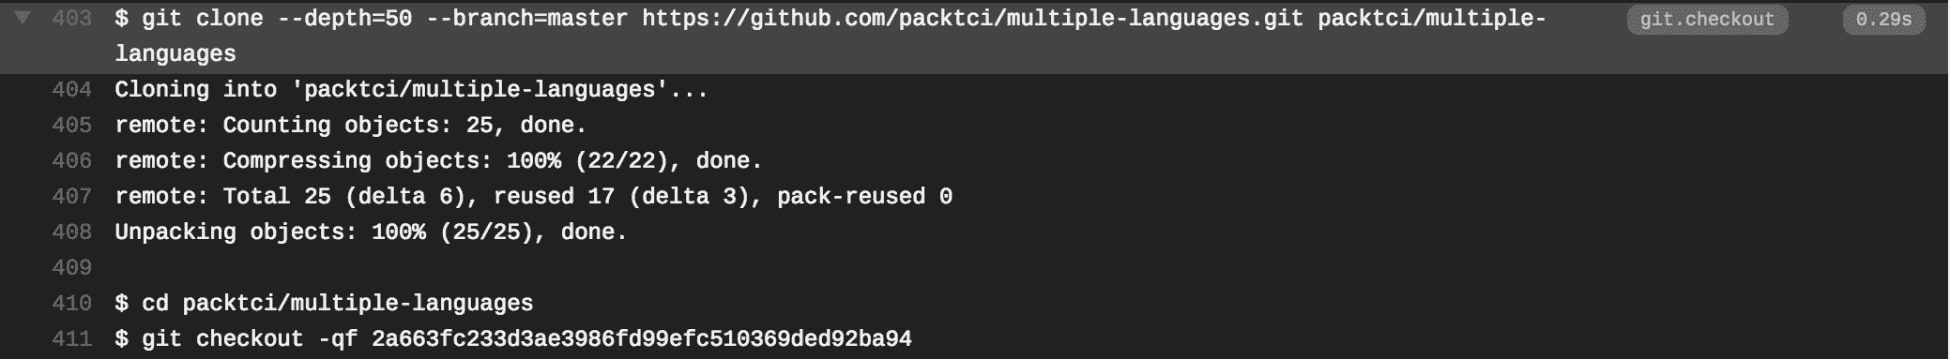 403 $ git clone --depth=50 --branch=master https://github.com/packtci/multiple-languages.git packtci/multiple- git.checkout 0.29s
languages
404 Cloning into 'packtci/multiple-languages'...
405 remote: Counting objects: 25, done.
406 remote: Compressing objects: 100% (22/22), done.
407 remote: Total 25 (delta 6), reused 17 (delta 3), pack-reused 0
408 Unpacking objects: 100% (25/25), done.
409
410 $ cd packtci/multiple-languages
411 $ git checkout -qf 2a663fc233d3ae3986fd99efc510369ded92ba94